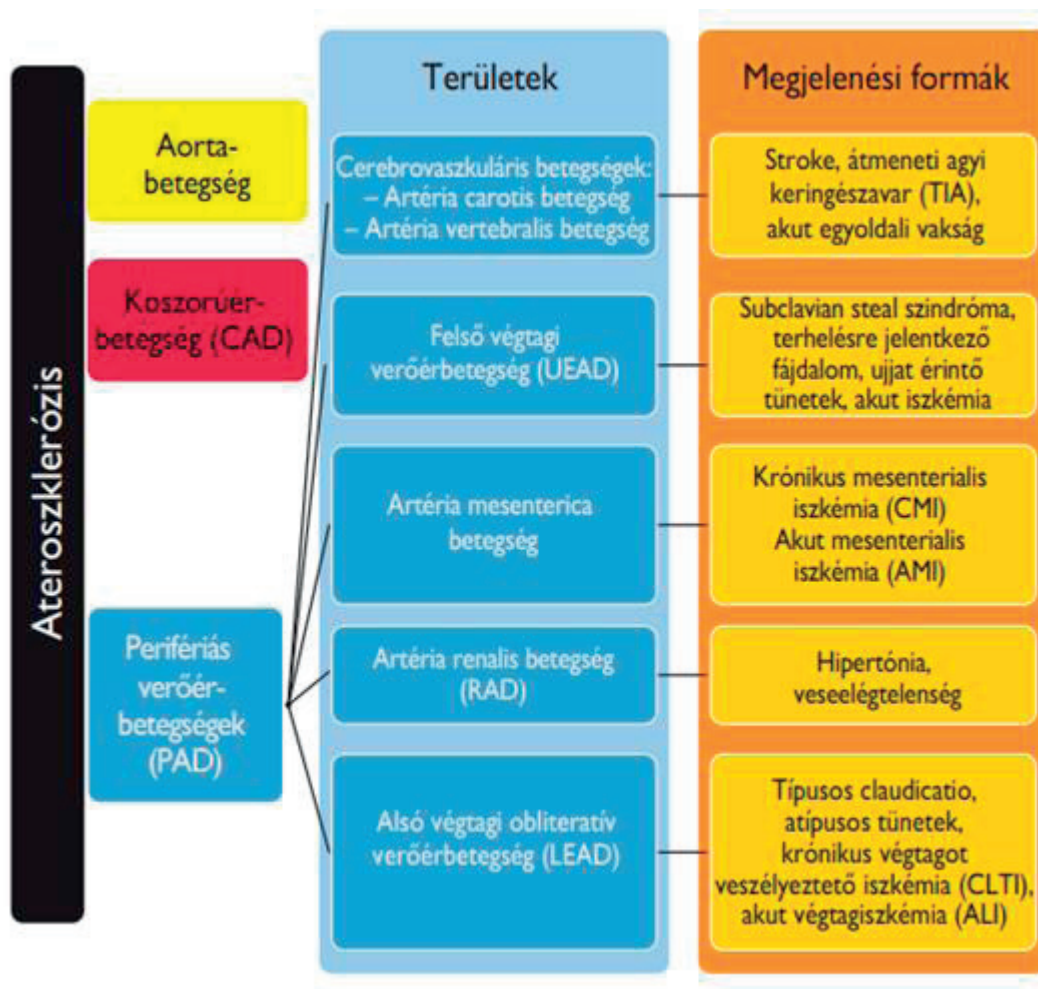 Ateroszklerózis
Aorta-
betegség
Koszorúér-
betegség (CAD)
Perifériás
verőér-
betegségek
(PAD)
Területek
Cerebrovaszkuláris betegségek:
– Artéria carotis betegség
– Artéria vertebralis betegség
Felső végtagi
verőérbetegség (UEAD)
Artéria mesenterica
betegség
Artéria renalis betegség
(RAD)
Alsó végtagi obliteratív
verőérbetegség (LEAD)
Megjelenési formák
Stroke, átmeneti agyi
keringészavar (TIA),
akut egyoldali vakság
Subclavian steal szindróma,
terhelésre jelentkező
fájdalom, ujjat érintő
tünetek, akut iszkémia
Krónikus mesenterialis
iszkémia (CMI)
Akut mesenterialis
iszkémia (AMI)
Hipertónia,
veseelégtelenség
Típusos claudicatio,
atípusos tünetek,
krónikus végtagot
veszélyeztető iszkémia (CLTI),
akut végtagiszkémia (ALI)